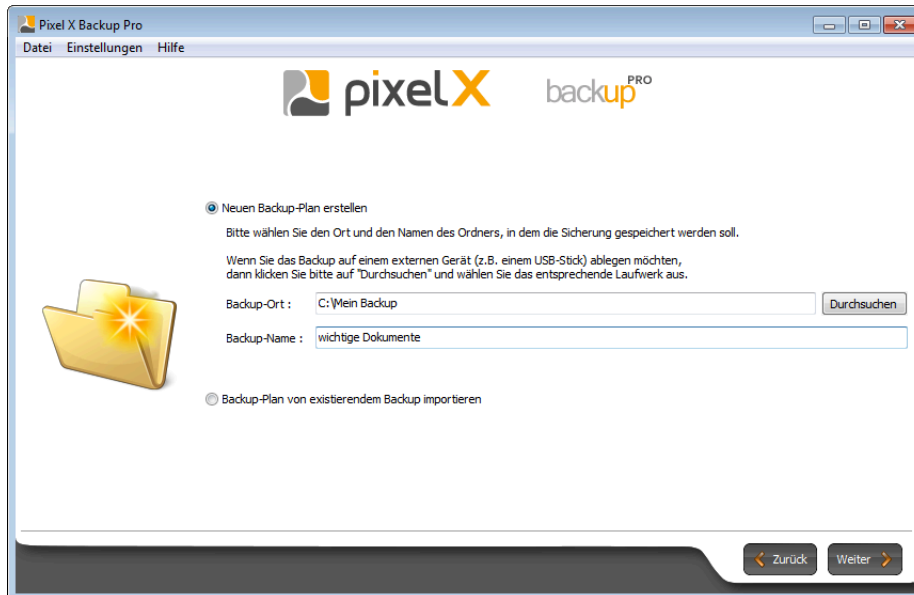 Pixel X Backup Pro
Datei Einstellungen Hilfe
pixelX backup PRO
Neuen Backup-Plan erstellen
Bitte wählen Sie den Ort und den Namen des Ordners, in dem die Sicherung gespeichert werden soll.
Wenn Sie das Backup auf einem externen Gerät (z.B. einem USB-Stick) ablegen möchten,
dann klicken Sie bitte auf "Durchsuchen" und wählen Sie das entsprechende Laufwerk aus.
Backup-Ort : C:\Mein Backup Durchsuchen
Backup-Name : wichtige Dokumente
Backup-Plan von existierendem Backup importieren
Zurück Weiter